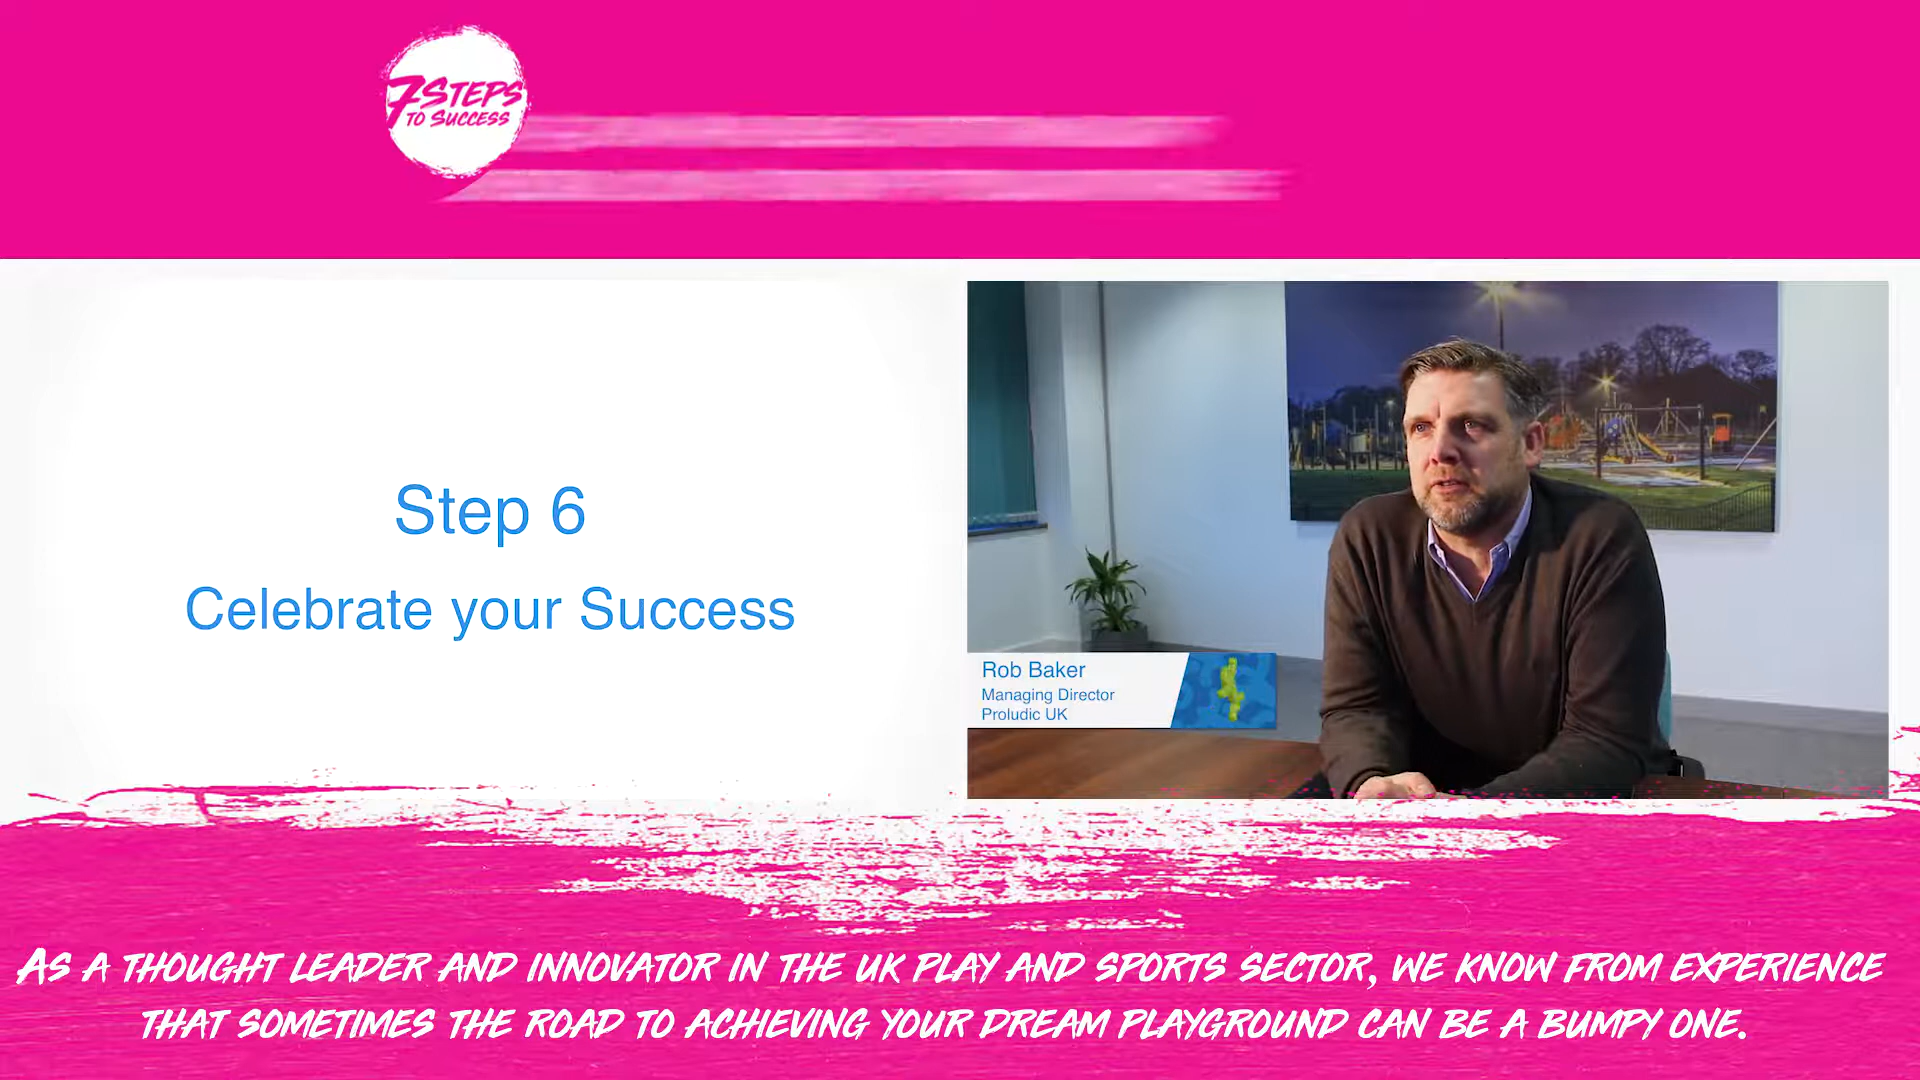 7 STEPS
TO SUCCESS
Step 6
Celebrate your Success
Rob Baker
Managing Director
Proludic UK
AS A THOUGHT LEADER AND INNOVATOR IN THE UK PLAY AND SPORTS SECTOR, WE KNOW FROM EXPERIENCE
THAT SOMETIMES THE ROAD TO ACHIEVING YOUR DREAM PLAYGROUND CAN BE A BUMPY ONE.